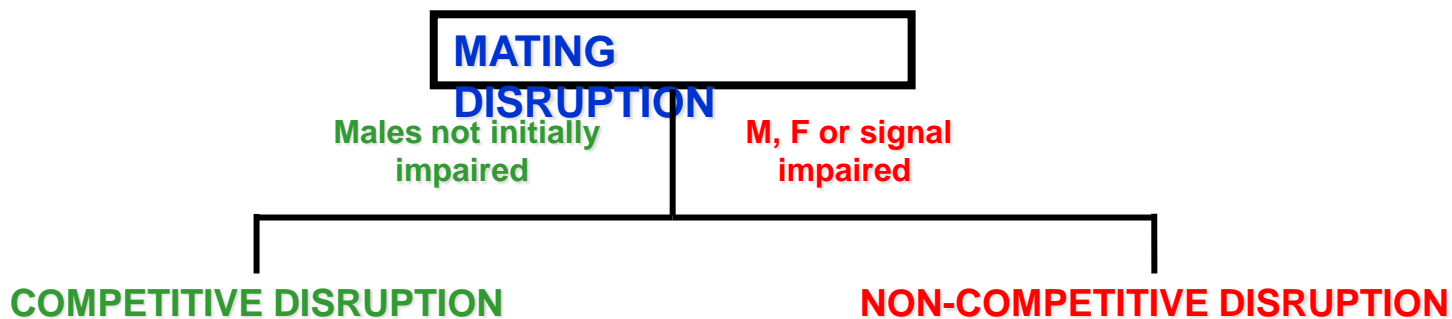 MATING
DISRUPTION
Males not initially
impaired
M, F or signal
impaired
COMPETITIVE DISRUPTION
NON-COMPETITIVE DISRUPTION